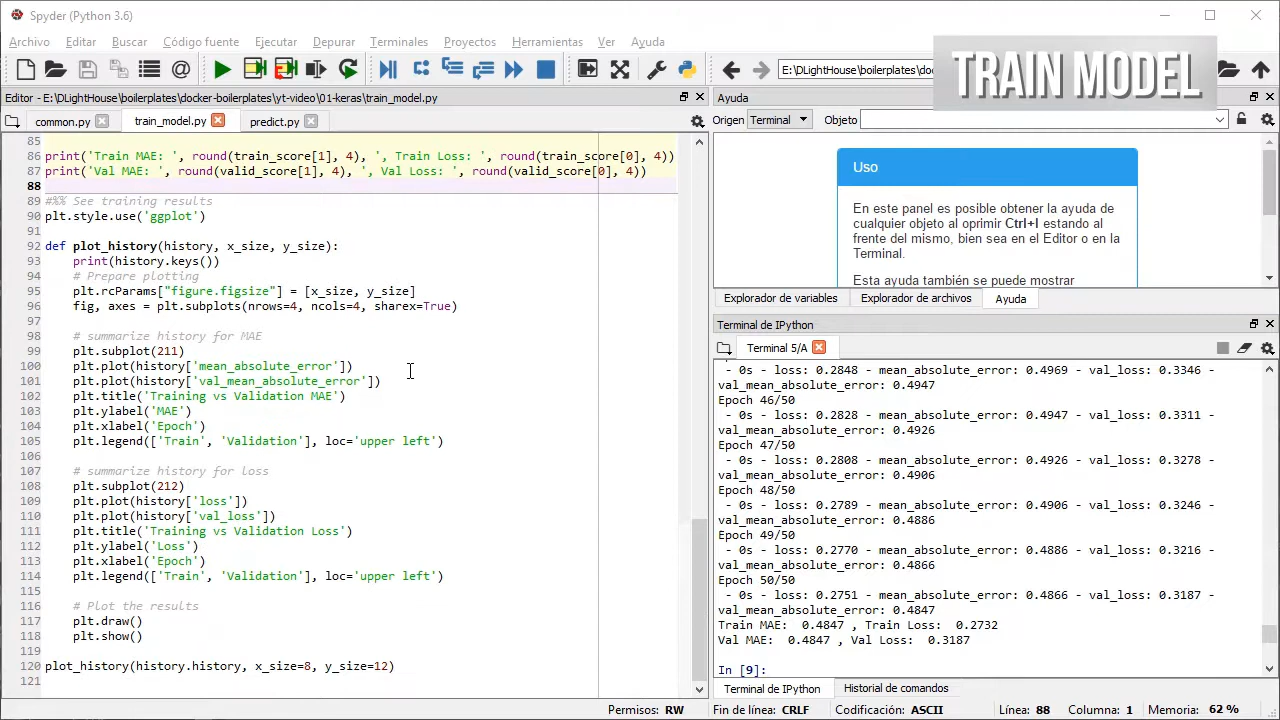 Spyder (Python 3.6)
Archivo Editar Buscar Código fuente Ejecutar Depurar Terminales Proyectos Herramientas Ver Ayuda
TRAIN MODEL
E:\DLightHouse\boilerplates\doc
Editor - E:\DLightHouse\boilerplates\docker-boilerplates\yt-video\01-keras\train_model.py
common.py train_model.py predict.py
85
86 print('Train MAE: ', round(train_score[1], 4), ', Train Loss: ', round(train_score[0], 4))
87 print('Val MAE: ', round(valid_score[1], 4), ', Val Loss: ', round(valid_score[0], 4))
88
89 #%% See training results
90 plt.style.use('ggplot')
91
92 def plot_history(history, x_size, y_size):
93     print(history.keys())
94     # Prepare plotting
95     plt.rcParams["figure.figsize"] = [x_size, y_size]
96     fig, axes = plt.subplots(nrows=4, ncols=4, sharex=True)
97
98     # summarize history for MAE
99     plt.subplot(211)
100     plt.plot(history['mean_absolute_error'])
101     plt.plot(history['val_mean_absolute_error'])
102     plt.title('Training vs Validation MAE')
103     plt.ylabel('MAE')
104     plt.xlabel('Epoch')
105     plt.legend(['Train', 'Validation'], loc='upper left')
106
107     # summarize history for loss
108     plt.subplot(212)
109     plt.plot(history['loss'])
110     plt.plot(history['val_loss'])
111     plt.title('Training vs Validation Loss')
112     plt.ylabel('Loss')
113     plt.xlabel('Epoch')
114     plt.legend(['Train', 'Validation'], loc='upper left')
115
116     # Plot the results
117     plt.draw()
118     plt.show()
119
120 plot_history(history.history, x_size=8, y_size=12)
121
Ayuda
Origen Terminal Objeto
Uso
En este panel es posible obtener la ayuda de
cualquier objeto al oprimir Ctrl+I estando al
frente del mismo, bien sea en el Editor o en la
Terminal.
Esta ayuda también se puede mostrar
Explorador de variables Explorador de archivos Ayuda
Terminal de IPython
Terminal 5/A
- 0s - loss: 0.2848 - mean_absolute_error: 0.4969 - val_loss: 0.3346 -
val_mean_absolute_error: 0.4947
Epoch 46/50
- 0s - loss: 0.2828 - mean_absolute_error: 0.4947 - val_loss: 0.3311 -
val_mean_absolute_error: 0.4926
Epoch 47/50
- 0s - loss: 0.2808 - mean_absolute_error: 0.4926 - val_loss: 0.3278 -
val_mean_absolute_error: 0.4906
Epoch 48/50
- 0s - loss: 0.2789 - mean_absolute_error: 0.4906 - val_loss: 0.3246 -
val_mean_absolute_error: 0.4886
Epoch 49/50
- 0s - loss: 0.2770 - mean_absolute_error: 0.4886 - val_loss: 0.3216 -
val_mean_absolute_error: 0.4866
Epoch 50/50
- 0s - loss: 0.2751 - mean_absolute_error: 0.4866 - val_loss: 0.3187 -
val_mean_absolute_error: 0.4847
Train MAE:  0.4847 , Train Loss:  0.2732
Val MAE:  0.4847 , Val Loss:  0.3187
In [9]:
Terminal de IPython Historial de comandos
Permisos: RW Fin de línea: CRLF Codificación: ASCII Línea: 88 Columna: 1 Memoria: 62 %